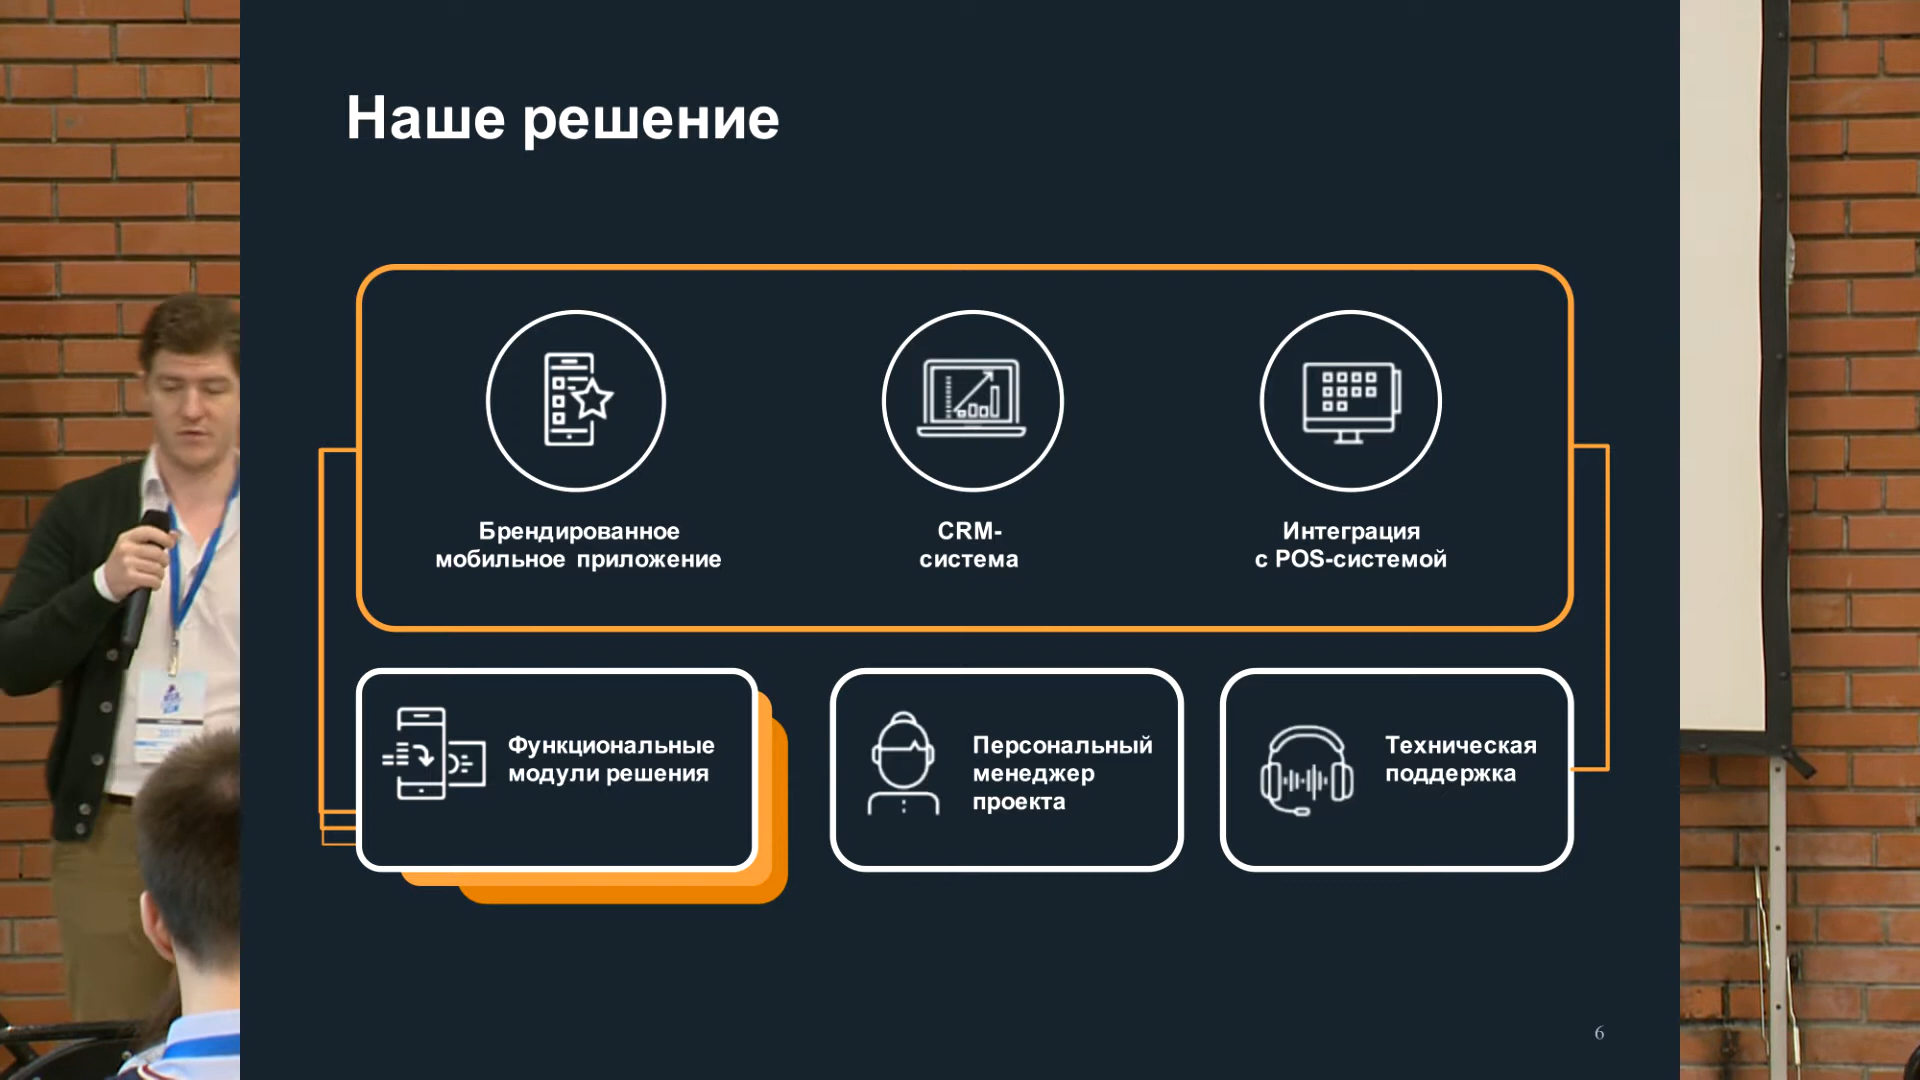 Наше решение
Брендированное
мобильное приложение
CRM-
система
Интеграция
с POS-системой
Функциональные
модули решения
Персональный
менеджер
проекта
Техническая
поддержка
6